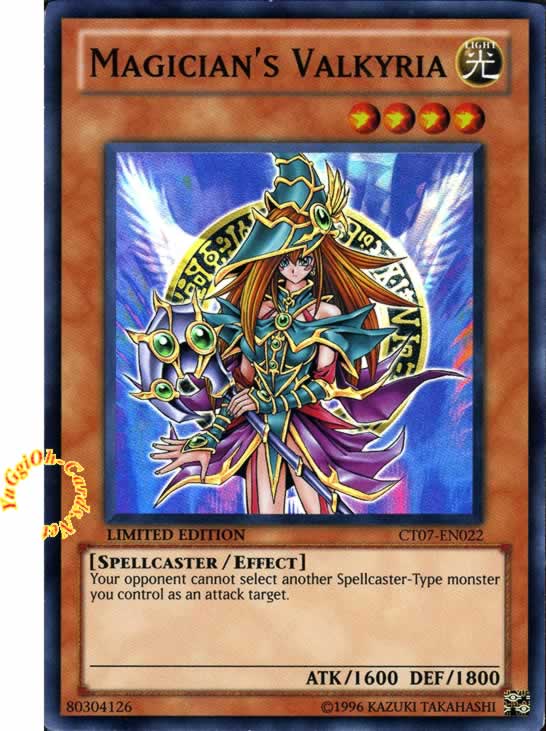 MAGICIAN'S VALKYRIA
LIGHT
光
YuGgiOh-Cards.Net
LIMITED EDITION CT07-EN022
[SPELLCASTER / EFFECT]
Your opponent cannot select another Spellcaster-Type monster
you control as an attack target.
ATK/1600 DEF/1800
80304126 ©1996 KAZUKI TAKAHASHI